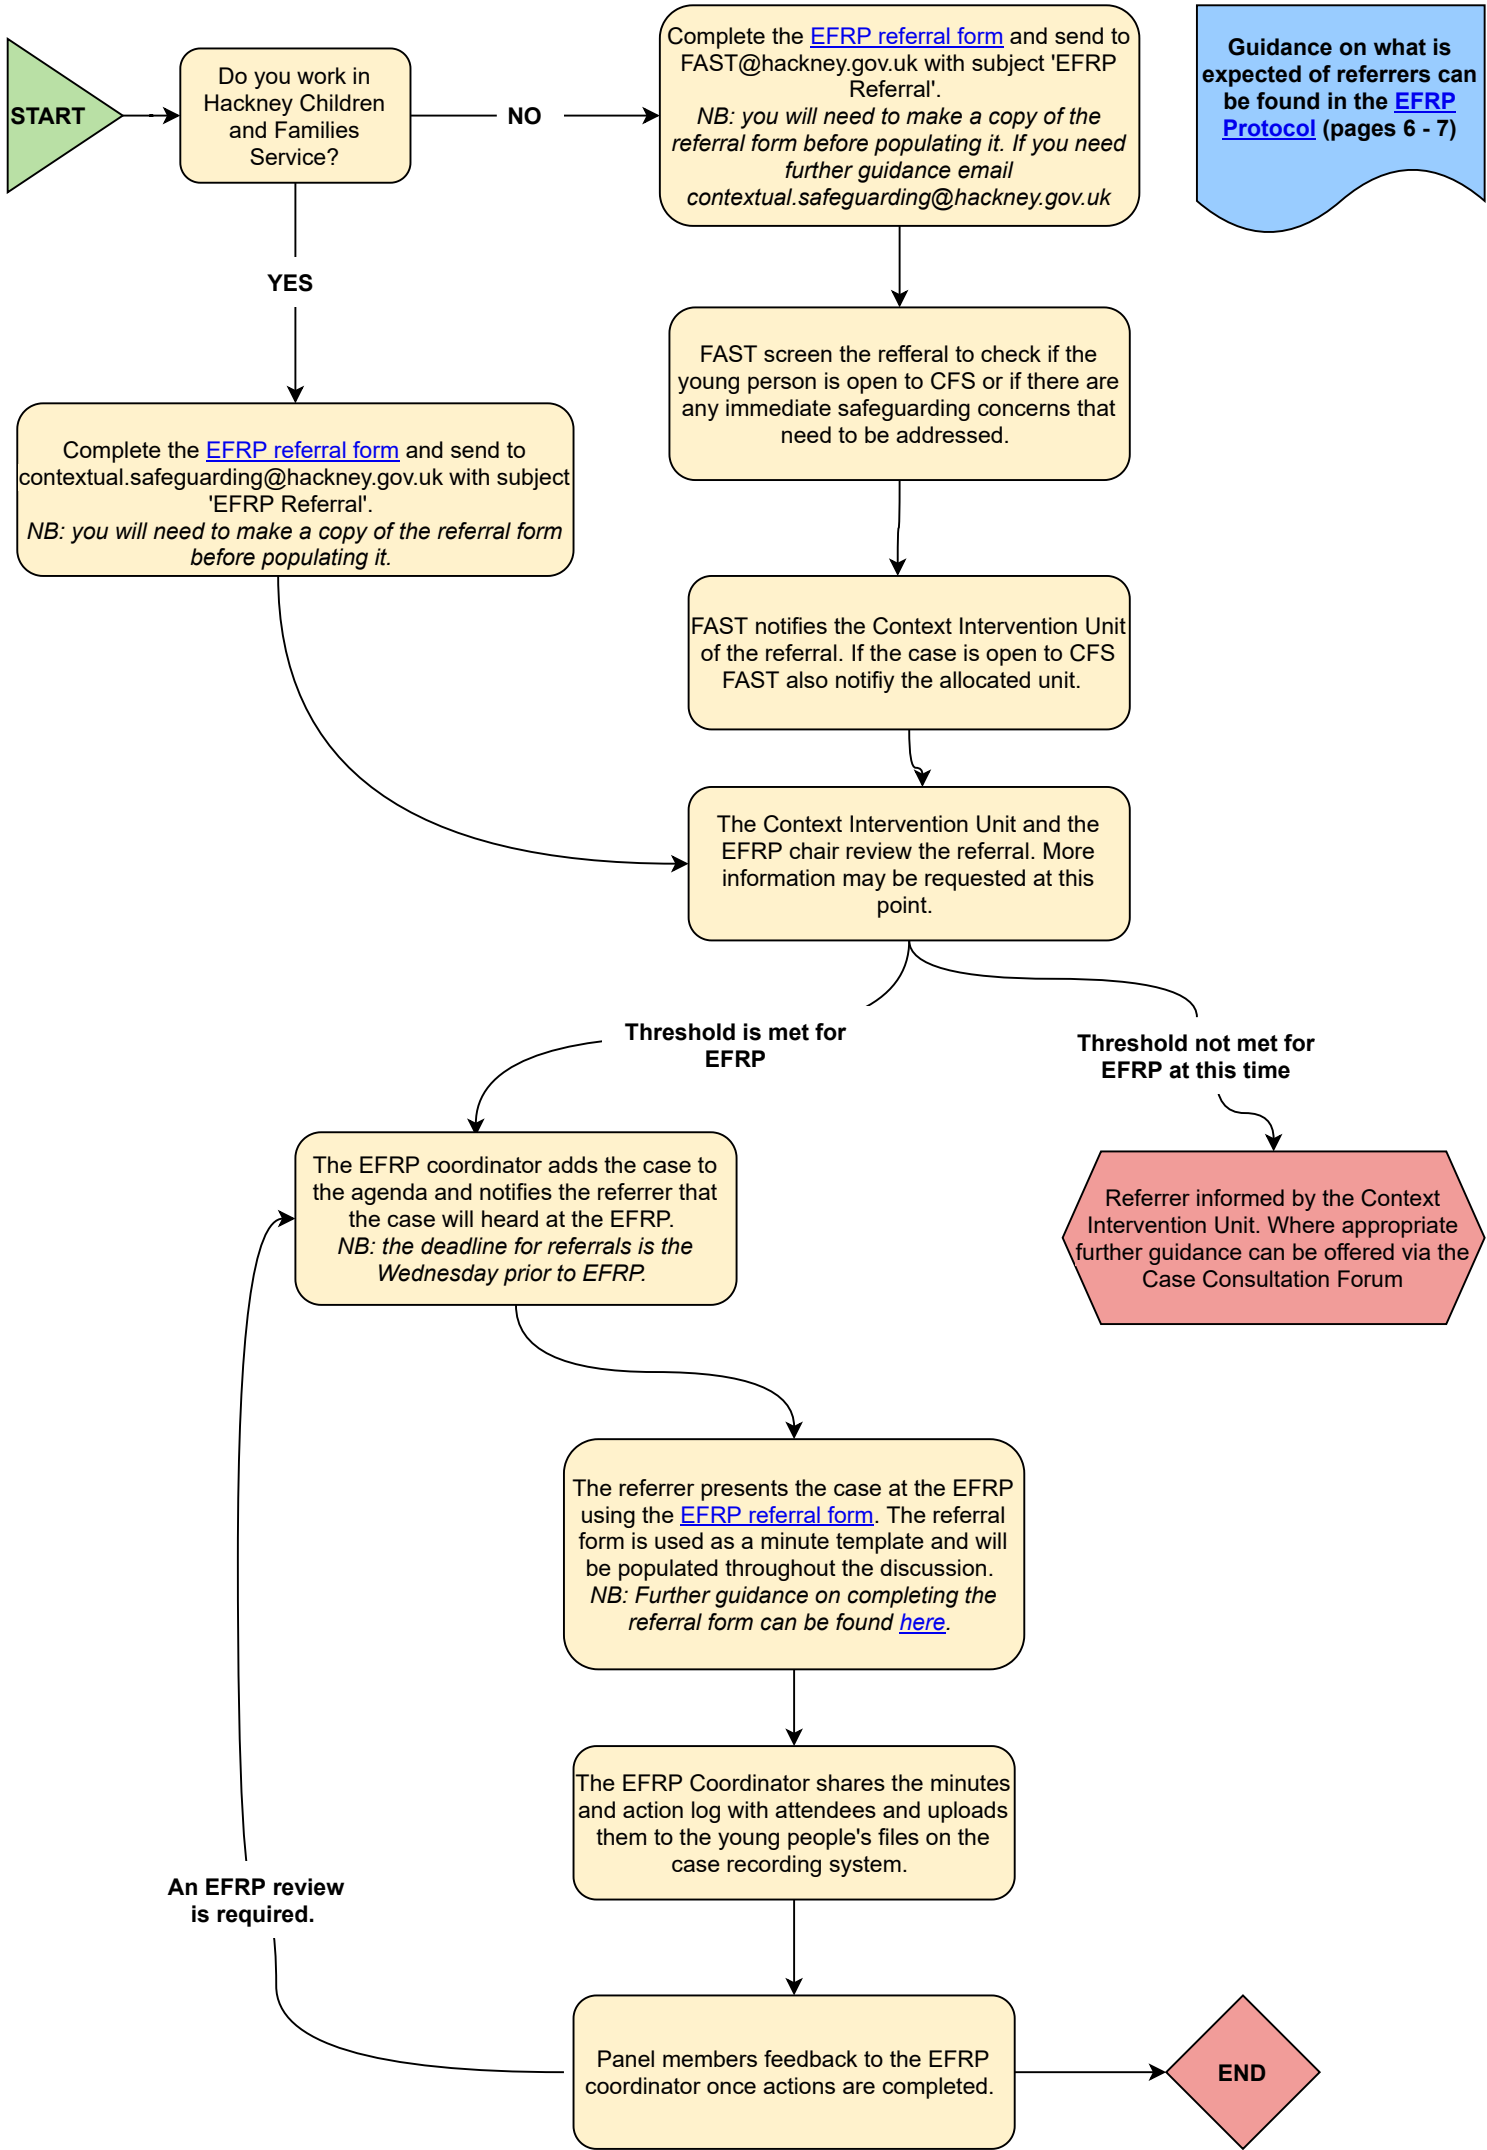 START
Do you work in
Hackney Children
and Families
Service?
NO
Complete the EFRP referral form and send to
FAST@hackney.gov.uk with subject 'EFRP
Referral'.
NB: you will need to make a copy of the
referral form before populating it. If you need
further guidance email
contextual.safeguarding@hackney.gov.uk
Guidance on what is
expected of referrers can
be found in the EFRP
Protocol (pages 6 - 7)
YES
FAST screen the refferal to check if the
young person is open to CFS or if there are
any immediate safeguarding concerns that
need to be addressed.
Complete the EFRP referral form and send to
contextual.safeguarding@hackney.gov.uk with subject
'EFRP Referral'.
NB: you will need to make a copy of the referral form
before populating it.
FAST notifies the Context Intervention Unit
of the referral. If the case is open to CFS
FAST also notifiy the allocated unit.
The Context Intervention Unit and the
EFRP chair review the referral. More
information may be requested at this
point.
Threshold is met for
EFRP
Threshold not met for
EFRP at this time
The EFRP coordinator adds the case to
the agenda and notifies the referrer that
the case will heard at the EFRP.
NB: the deadline for referrals is the
Wednesday prior to EFRP.
Referrer informed by the Context
Intervention Unit. Where appropriate
further guidance can be offered via the
Case Consultation Forum
The referrer presents the case at the EFRP
using the EFRP referral form. The referral
form is used as a minute template and will
be populated throughout the discussion.
NB: Further guidance on completing the
referral form can be found here.
The EFRP Coordinator shares the minutes
and action log with attendees and uploads
them to the young people's files on the
case recording system.
An EFRP review
is required.
Panel members feedback to the EFRP
coordinator once actions are completed.
END